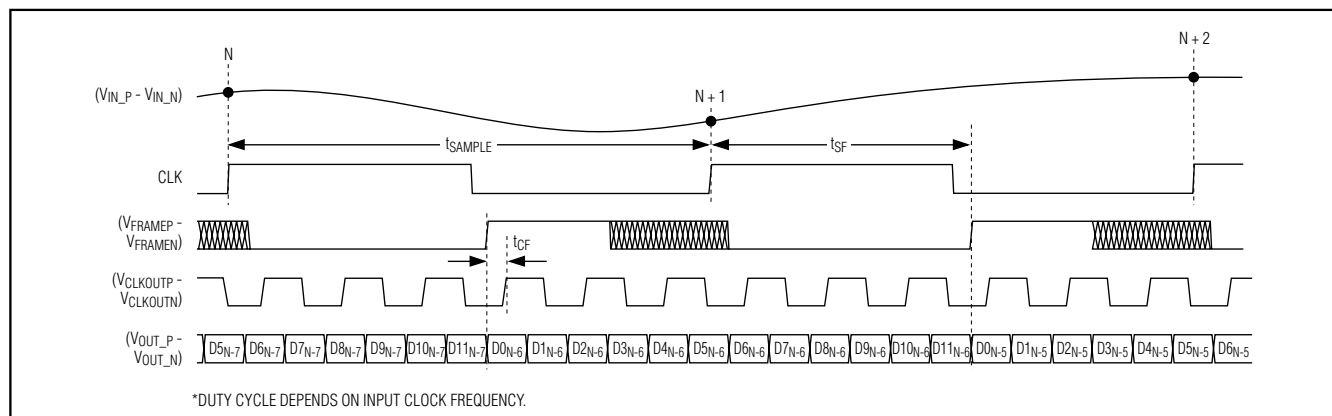 N
N + 1
N + 2
(VIN_P - VIN_N)
tSAMPLE
tSF
CLK
(VFRAMEP -
VFRAMEN)
tCF
(VCLKOUTP -
VCLKOUTN)
(VOUT_P -
VOUT_N)
D5N-7 D6N-7 D7N-7 D8N-7 D9N-7 D10N-7 D11N-7 D0N-6 D1N-6 D2N-6 D3N-6 D4N-6 D5N-6 D6N-6 D7N-6 D8N-6 D9N-6 D10N-6 D11N-6 D0N-5 D1N-5 D2N-5 D3N-5 D4N-5 D5N-5 D6N-5
*DUTY CYCLE DEPENDS ON INPUT CLOCK FREQUENCY.